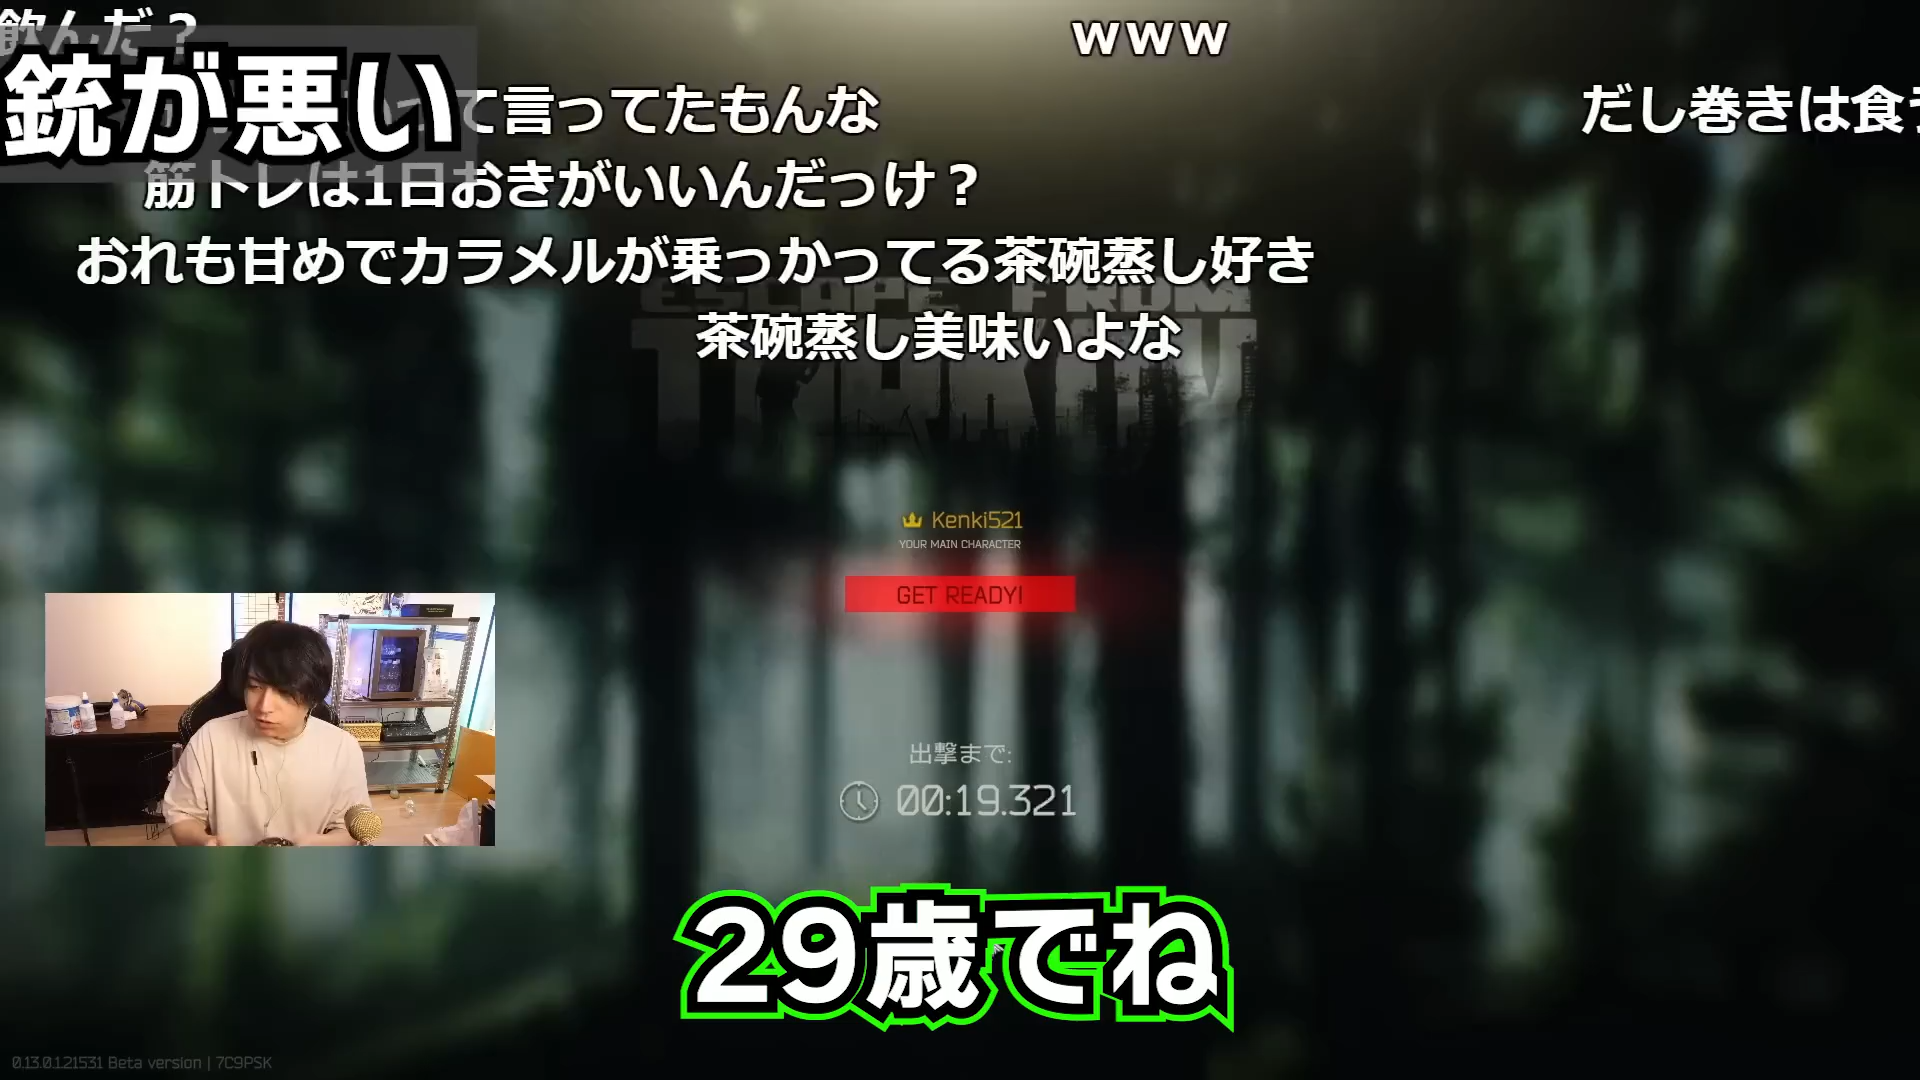 飲んだ？
www
銃が悪い
て言ってたもんな
だし巻きは食
筋トレは1日おきがいいんだっけ？
おれも甘めでカラメルが乗っかってる茶碗蒸し好き
ESCAPE FROM
茶碗蒸し美味いよな
TARKOV
Kenki521
YOUR MAIN CHARACTER
GET READY!
出撃まで:
00:19.321
29歳でね
0.13.0.1.21531 Beta version | 7C9PSK